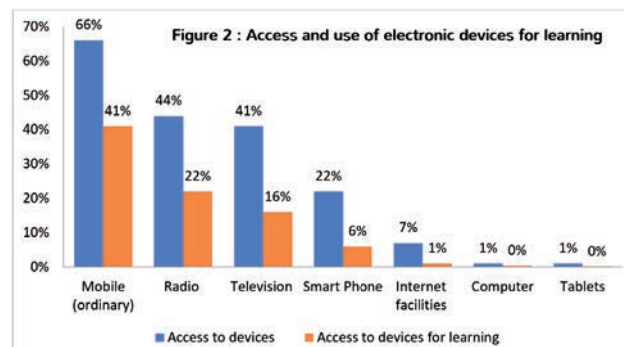 Figure 2 : Access and use of electronic devices for learning
70%
60%
50%
40%
30%
20%
10%
0%
66%
41%
44%
22%
41%
16%
22%
6%
7%
1%
1%
0%
1%
0%
Mobile
(ordinary)
Radio
Television
Smart Phone
Internet
facilities
Computer
Tablets
Access to devices
Access to devices for learning